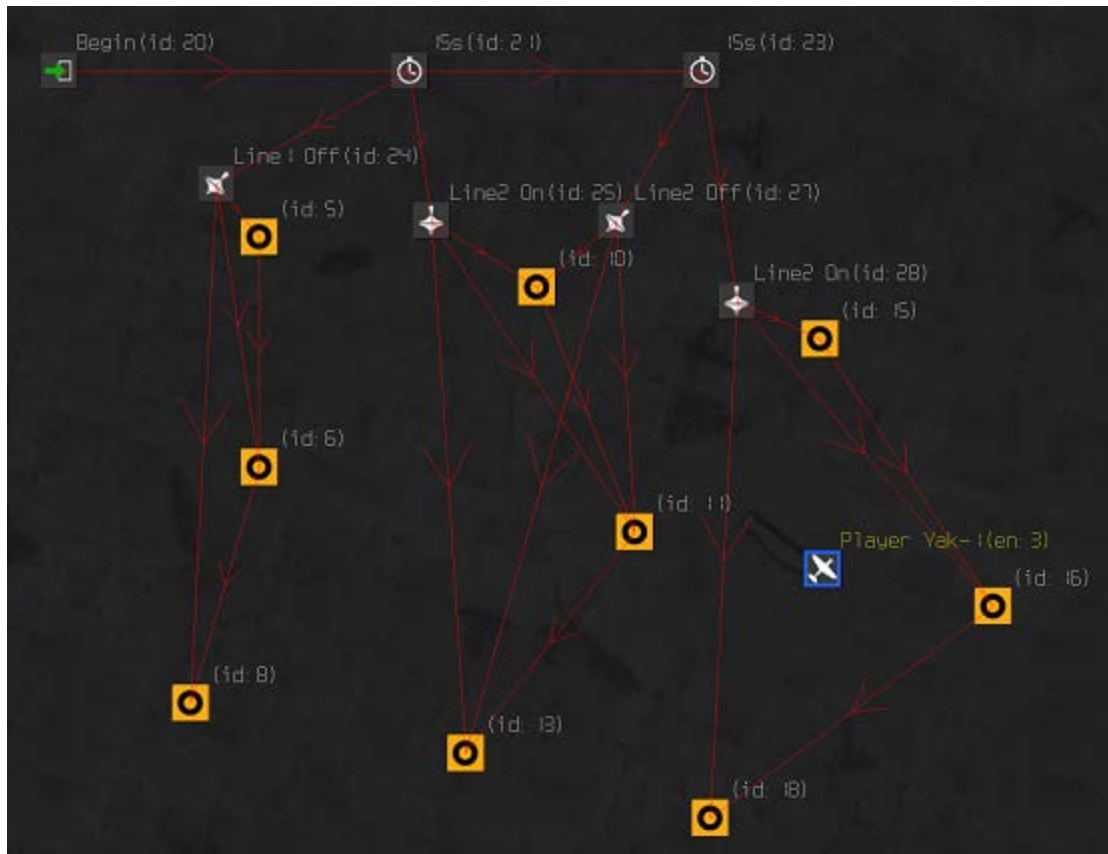 Begin(id: 20)
15s(id: 21)
15s(id: 23)
Line1 Off(id: 24)
Line2 On(id: 25)
Line2 Off(id: 27)
(id: 5)
(id: 10)
Line2 On(id: 28)
(id: 15)
(id: 6)
(id: 11)
Player Yak-1(en: 3)
(id: 16)
(id: 8)
(id: 13)
(id: 18)